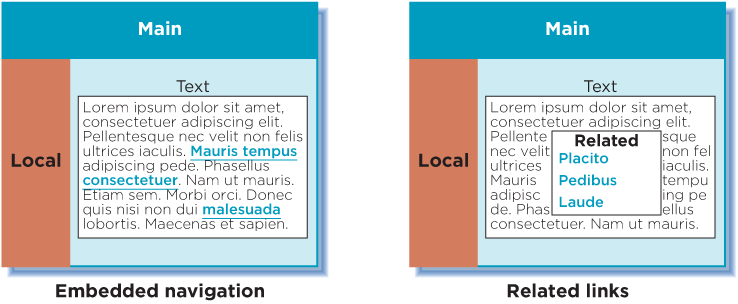 Main
Local
Text
Lorem ipsum dolor sit amet,
consectetuer adipiscing elit.
Pellentesque nec velit non felis
ultrices iaculis. Mauris tempus
adipiscing pede. Phasellus
consectetuer. Nam ut mauris.
Etiam sem. Morbi orci. Donec
quis nisi non dui malesuada
lobortis. Maecenas et sapien.
Embedded navigation
Main
Local
Text
Lorem ipsum dolor sit amet,
consectetuer adipiscing elit.
Pellente sque
nec velit non fel
ultrices iaculis.
Mauris tempu
adipisc ing pe
de. Phas ellus
consectetuer. Nam ut mauris.
Related
Placito
Pedibus
Laude
Related links